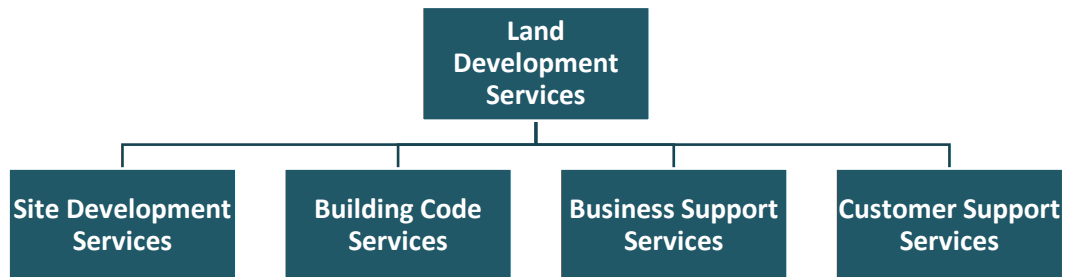 Land
Development
Services
Site Development
Services
Building Code
Services
Business Support
Services
Customer Support
Services